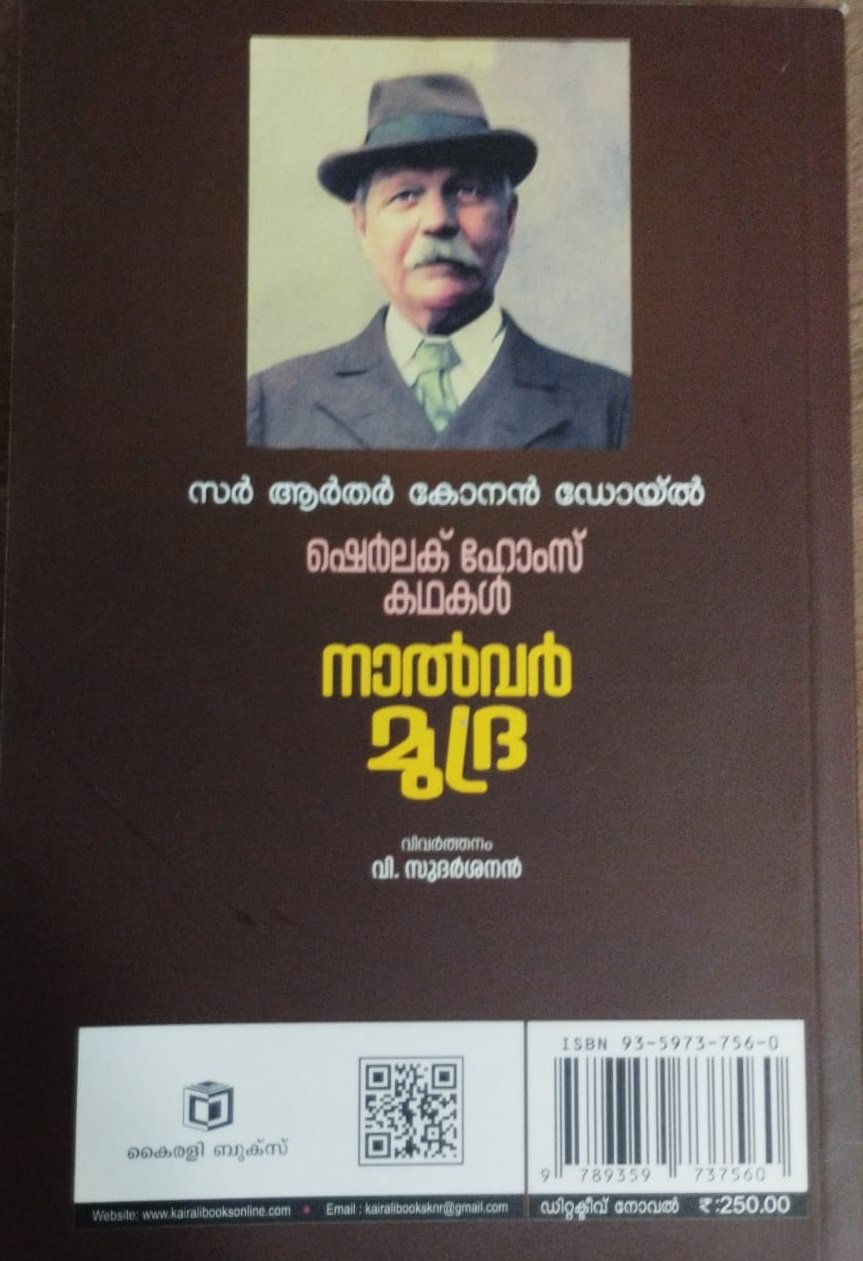 സർ ആർതർ കോനൻ ഡോയ്ൽ
ഷെർലക് ഹോംസ്
കഥകൾ
നാൽവർ
മുദ്ര
വിവർത്തനം
വി. സുദർശനൻ
കൈരളി ബുക്സ്
ISBN 93-5973-756-0
9 789359 737560
Website: www.kairalibooksonline.com • Email : kairalibooksknr@gmail.com
ഡിറ്റക്ടീവ് നോവൽ ₹:250.00